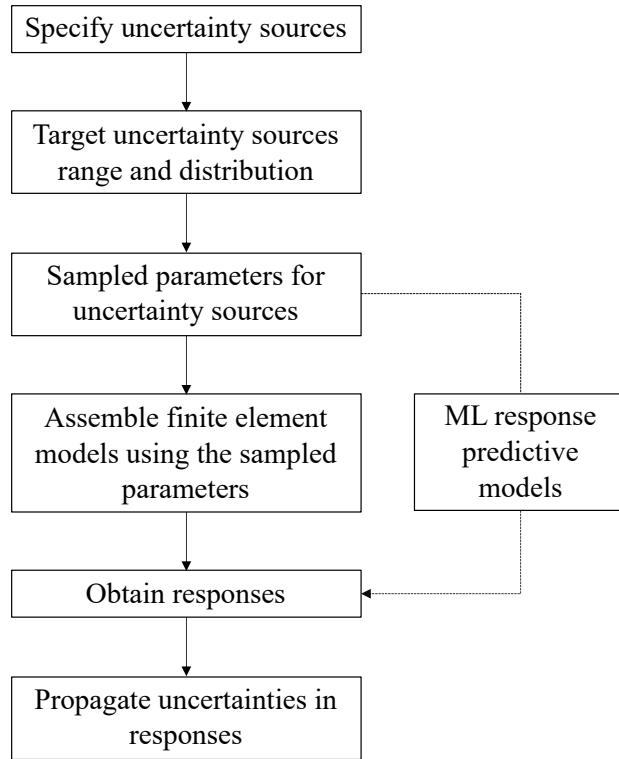 Specify uncertainty sources
Target uncertainty sources
range and distribution
Sampled parameters for
uncertainty sources
Assemble finite element
models using the sampled
parameters
ML response
predictive
models
Obtain responses
Propagate uncertainties in
responses